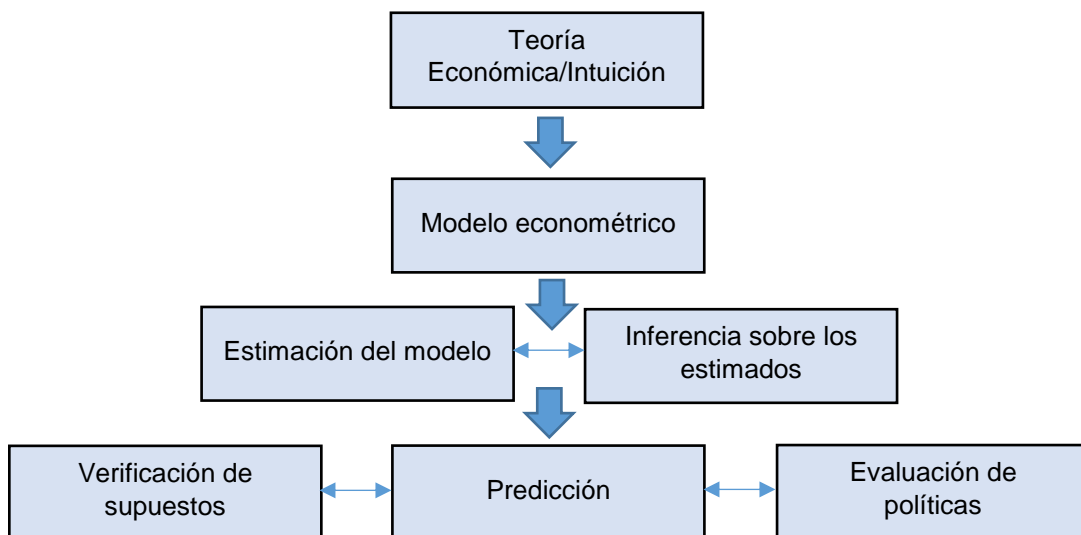 Teoría
Económica/Intuición
Modelo econométrico
Estimación del modelo
Inferencia sobre los
estimados
Verificación de
supuestos
Predicción
Evaluación de
políticas